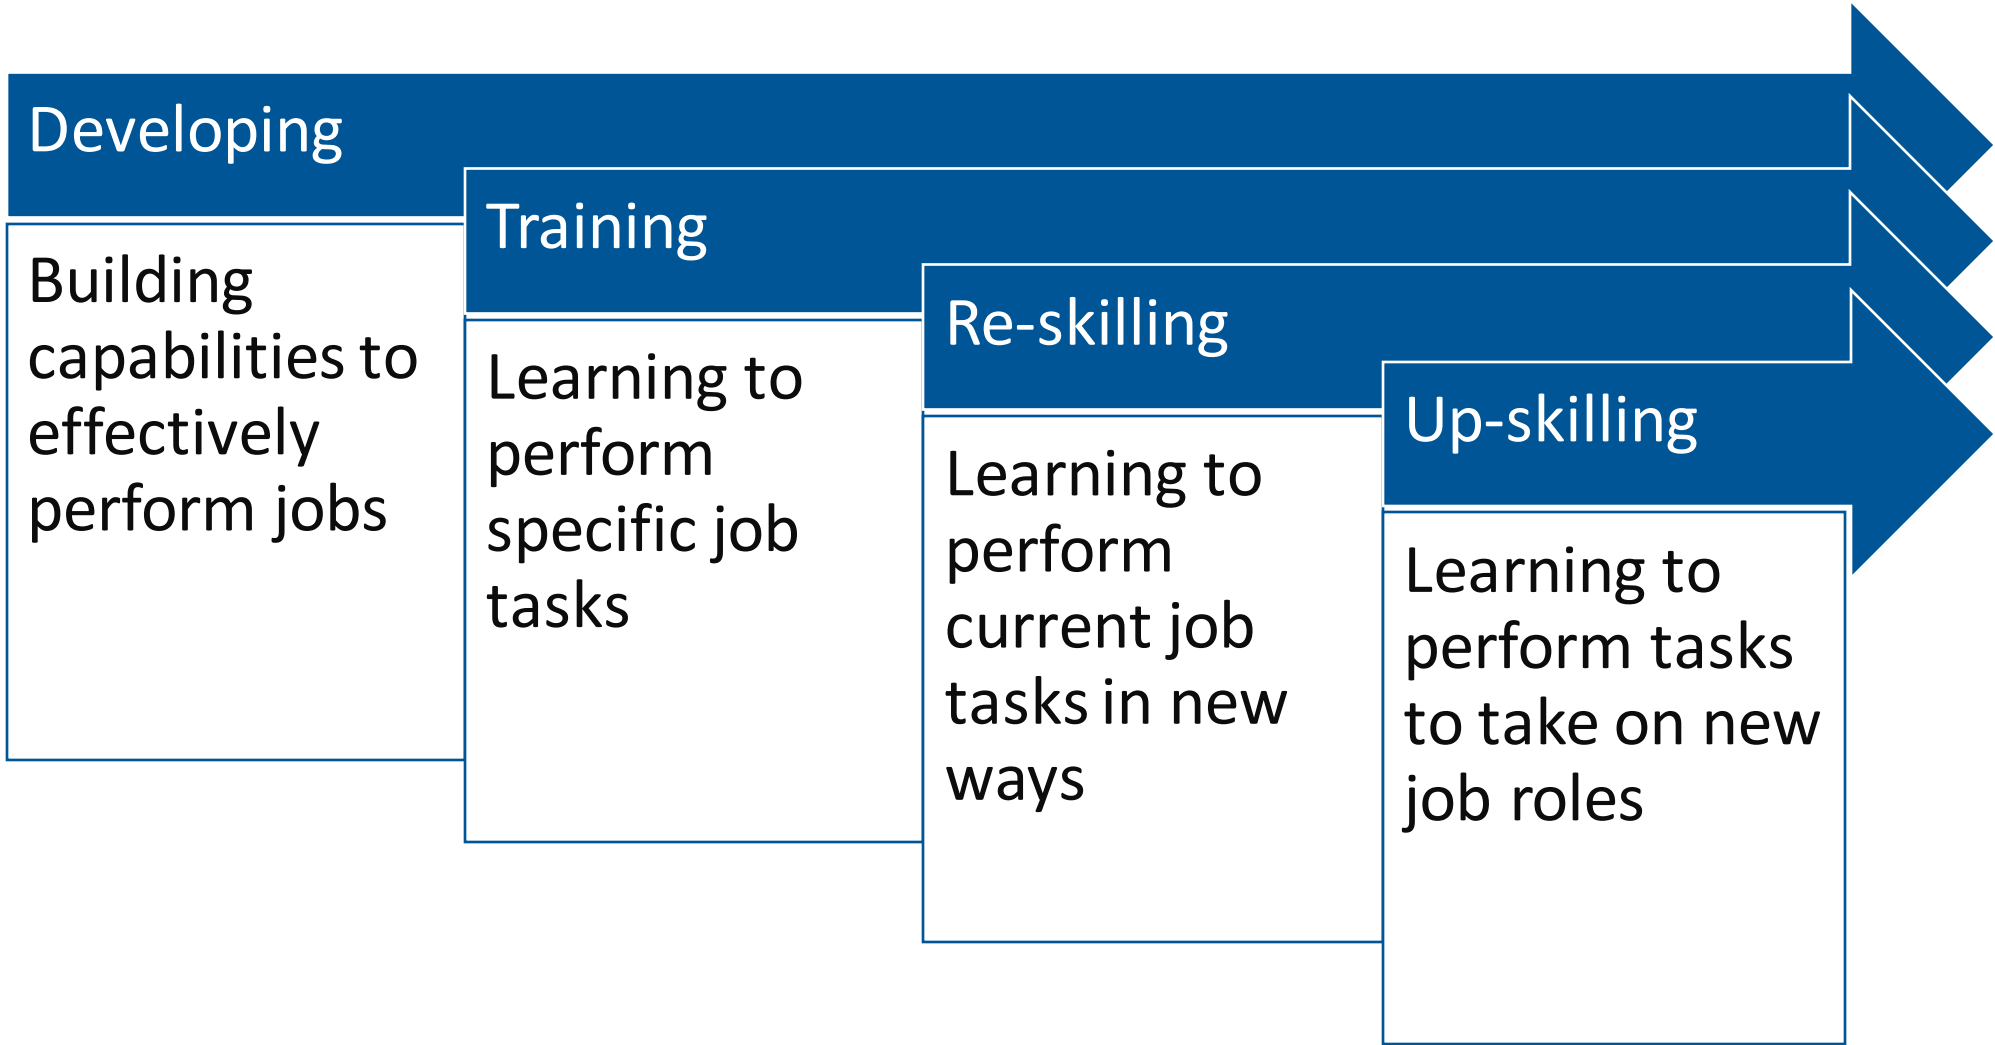 Developing
Building
capabilities to
effectively
perform jobs
Training
Learning to
perform
specific job
tasks
Re-skilling
Learning to
perform
current job
tasks in new
ways
Up-skilling
Learning to
perform tasks
to take on new
job roles